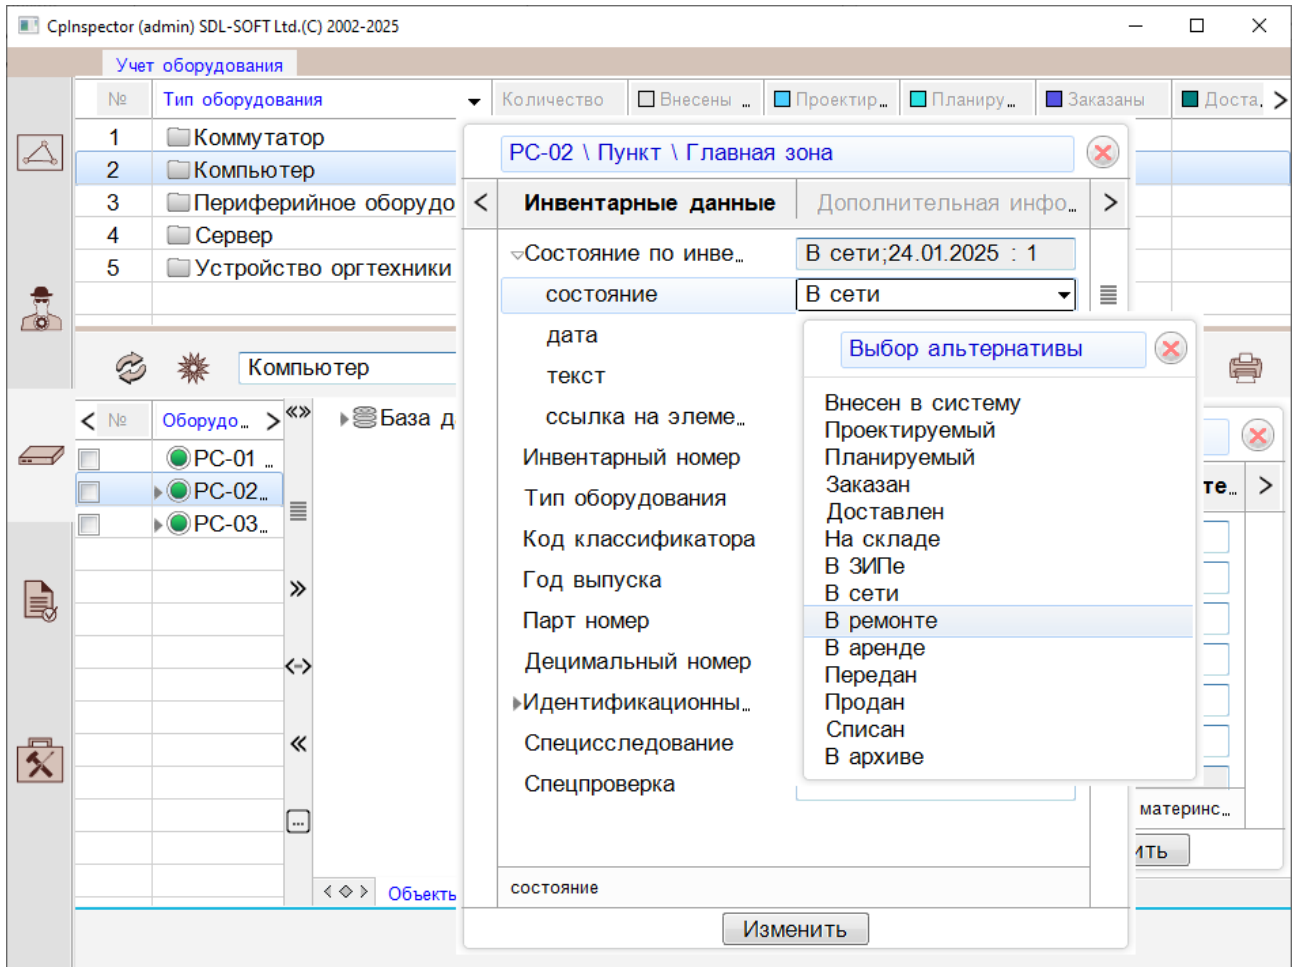 CpInspector (admin) SDL-SOFT Ltd.(C) 2002-2025
Учет оборудования
№ Тип оборудования Количество Внесены ... Проектир... Планиру... Заказаны Доста.
1 Коммутатор
2 Компьютер
3 Периферийное оборудо
4 Сервер
5 Устройство оргтехники
Компьютер
№ Оборудо...
PC-01 ...
PC-02...
PC-03...
База д
Объекты
PC-02 \ Пункт \ Главная зона
Инвентарные данные Дополнительная инфо...
Состояние по инве... В сети;24.01.2025 : 1
состояние В сети
дата
текст
ссылка на элеме...
Инвентарный номер
Тип оборудования
Код классификатора
Год выпуска
Парт номер
Децимальный номер
Идентификационны...
Специсследование
Спецпроверка
состояние
Изменить
Выбор альтернативы
Внесен в систему
Проектируемый
Планируемый
Заказан
Доставлен
На складе
В ЗИПе
В сети
В ремонте
В аренде
Передан
Продан
Списан
В архиве
те...
материнс...
ить